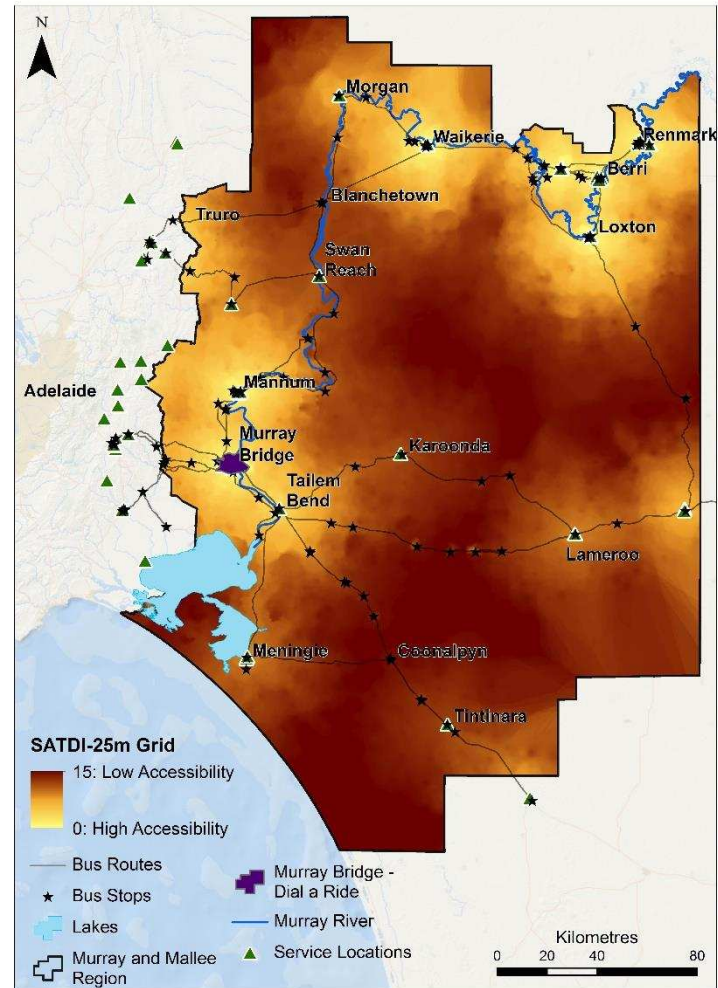 N
Morgan
Waikerie
Renmark
Berri
Blanchetown
Truro
Loxton
Swan
Reach
Mannum
Adelaide
Murray
Bridge
Karoonda
Tailem
Bend
Lameroo
Meningie
Coonalpyn
Tintinara
SATDI-25m Grid
15: Low Accessibility
0: High Accessibility
Bus Routes
Bus Stops
Lakes
Murray and Mallee
Region
Murray Bridge -
Dial a Ride
Murray River
Service Locations
Kilometres
0 20 40 60 80